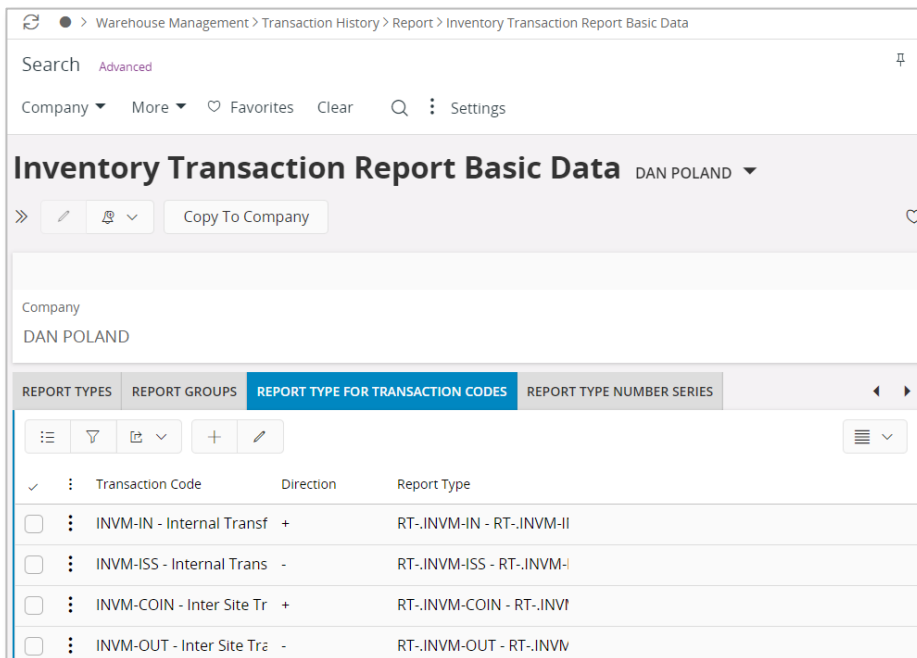 > Warehouse Management > Transaction History > Report > Inventory Transaction Report Basic Data
Search Advanced
Company More Favorites Clear Settings
Inventory Transaction Report Basic Data DAN POLAND
Copy To Company
Company
DAN POLAND
REPORT TYPES REPORT GROUPS REPORT TYPE FOR TRANSACTION CODES REPORT TYPE NUMBER SERIES
Transaction Code Direction Report Type
INVM-IN - Internal Transf + RT-.INVM-IN - RT-.INVM-II
INVM-ISS - Internal Trans - RT-.INVM-ISS - RT-.INVM-
INVM-COIN - Inter Site Tr + RT-.INVM-COIN - RT-.INV
INVM-OUT - Inter Site Tra - RT-.INVM-OUT - RT-.INV